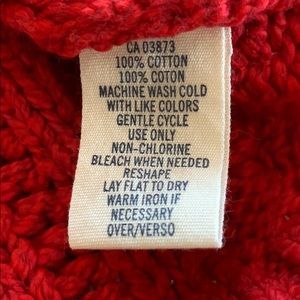 CA 03873
100% COTTON
100% COTON
MACHINE WASH COLD
WITH LIKE COLORS
GENTLE CYCLE
USE ONLY
NON-CHLORINE
BLEACH WHEN NEEDED
RESHAPE
LAY FLAT TO DRY
WARM IRON IF
NECESSARY
OVER/VERSO